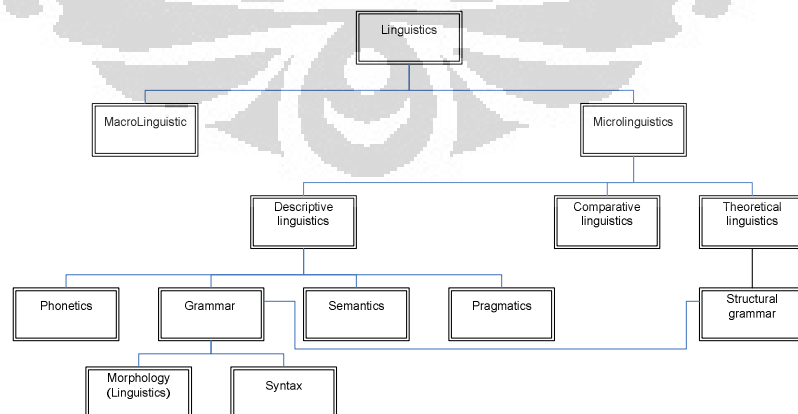 Linguistics
MacroLinguistic
Microlinguistics
Descriptive
linguistics
Comparative
linguistics
Theoretical
linguistics
Phonetics
Grammar
Semantics
Pragmatics
Structural
grammar
Morphology
(Linguistics)
Syntax